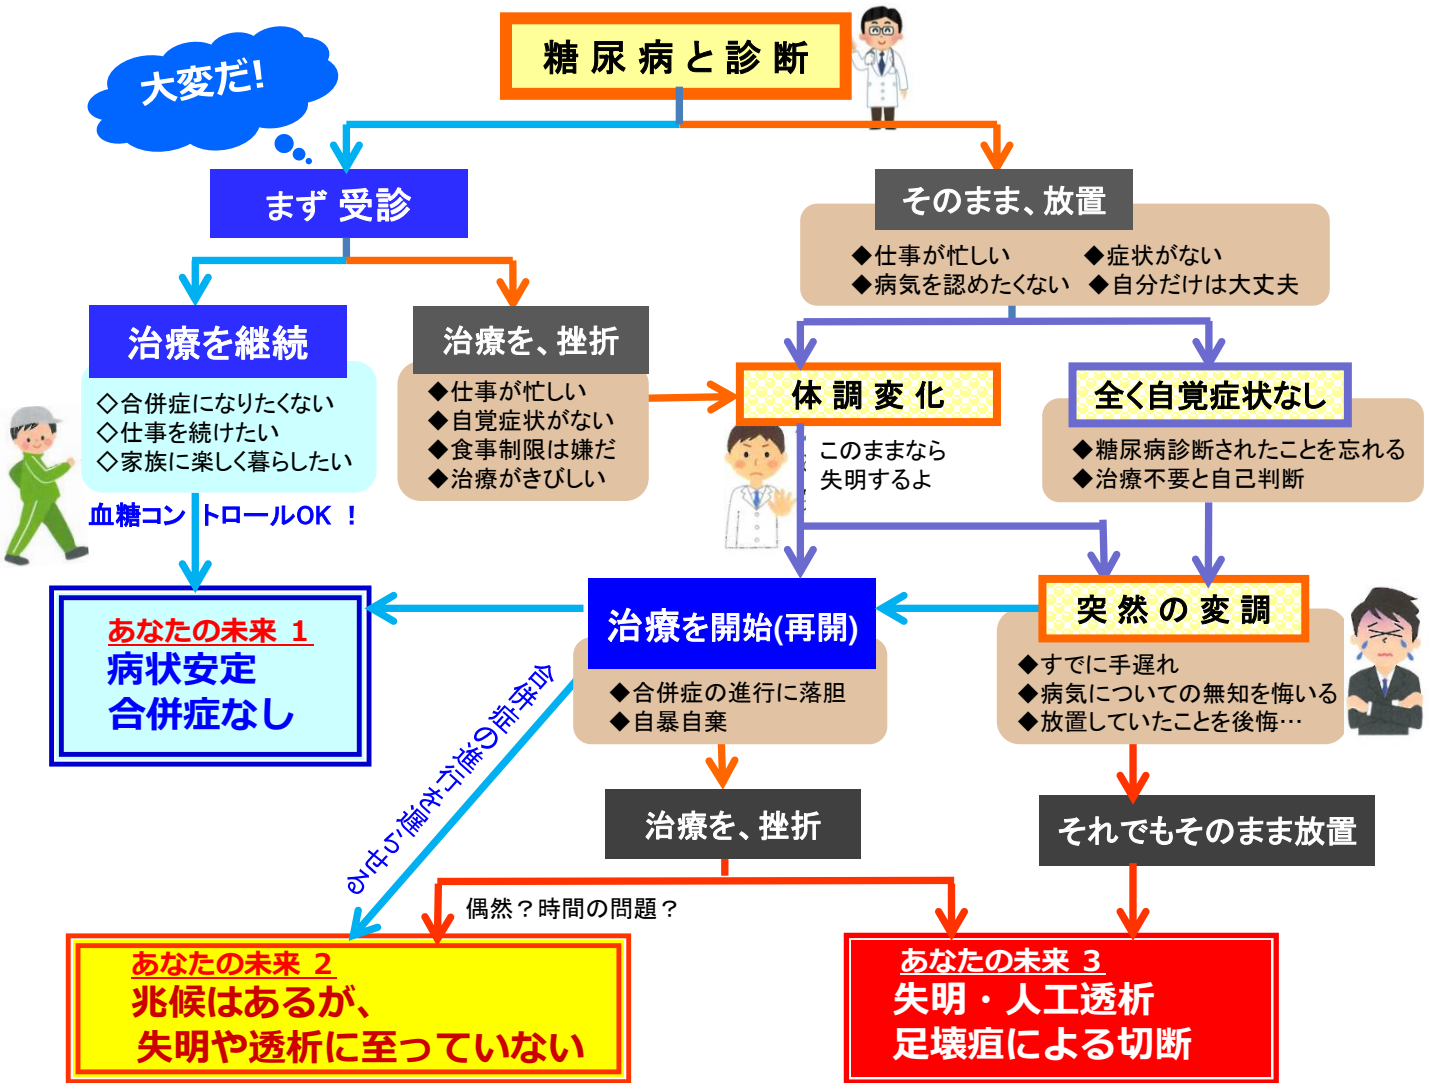 糖尿病と診断
大変だ!
まず 受診
そのまま、放置
◆仕事が忙しい ◆症状がない
◆病気を認めたくない ◆自分だけは大丈夫
治療を継続
◇合併症になりたくない
◇仕事を続けたい
◇家族に楽しく暮らしたい
血糖コントロールOK！
治療を、挫折
◆仕事が忙しい
◆自覚症状がない
◆食事制限は嫌だ
◆治療がきびしい
体調変化
このままなら
失明するよ
全く自覚症状なし
◆糖尿病診断されたことを忘れる
◆治療不要と自己判断
あなたの未来 1
病状安定
合併症なし
治療を開始(再開)
◆合併症の進行に落胆
◆自暴自棄
突然の変調
◆すでに手遅れ
◆病気についての無知を悔いる
◆放置していたことを後悔…
合併症の進行を遅らせる
治療を、挫折
それでもそのまま放置
偶然？時間の問題？
あなたの未来 2
兆候はあるが、
失明や透析に至っていない
あなたの未来 3
失明・人工透析
足壊疽による切断